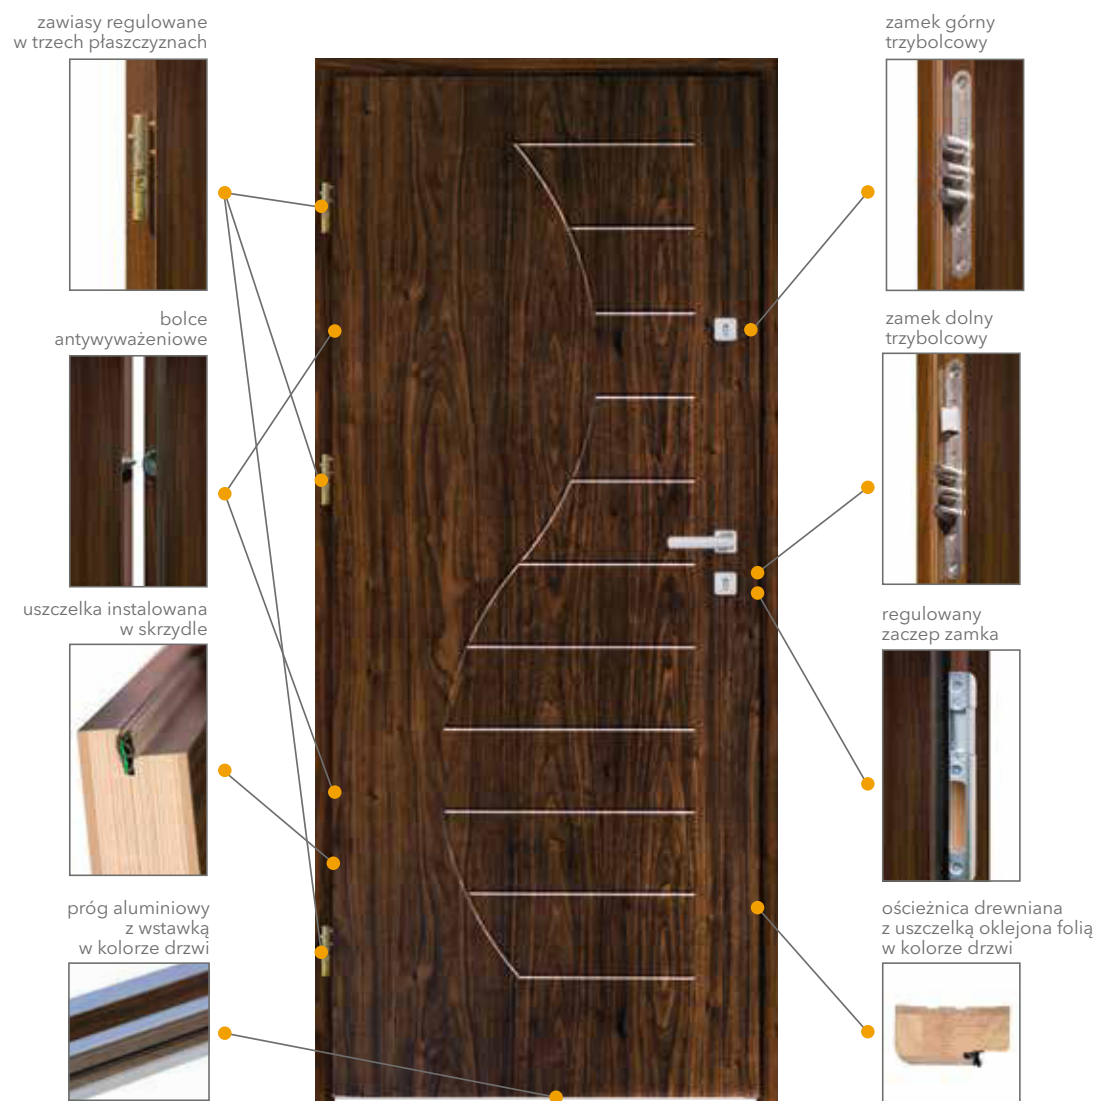 zawiasy regulowane
w trzech płaszczyznach
bolce
antywyważeniowe
uszczelka instalowana
w skrzydle
próg aluminiowy
z wstawką
w kolorze drzwi
zamek górny
trzybolcowy
zamek dolny
trzybolcowy
regulowany
zaczep zamka
ościeżnica drewniana
z uszczelką oklejona folią
w kolorze drzwi